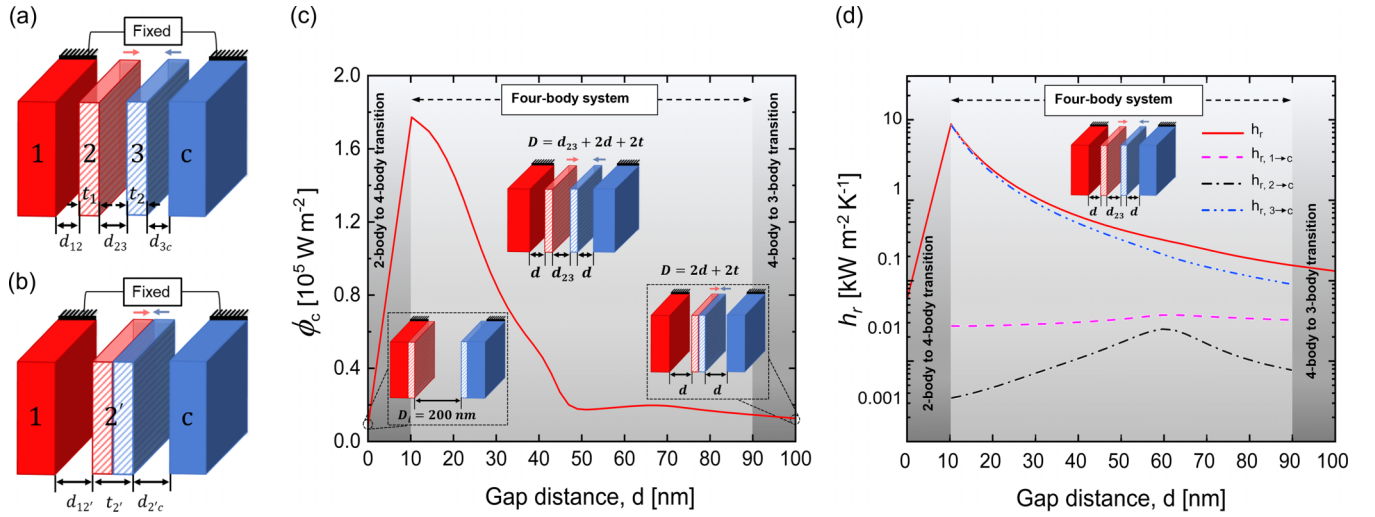 (a)
Fixed
1
2
3
c
t₁
t₂
d₁₂
d₂₃
d₃c
(b)
Fixed
1
2′
c
d₁₂′
t₂′
d₂′c
(c)
ϕc [10⁵ W m⁻²]
2.0
1.6
1.2
0.8
0.4
0.0
2-body to 4-body transition
Four-body system
4-body to 3-body transition
D = d₂₃ + 2d + 2t
d
d₂₃
d
D = 2d + 2t
d
d
Dᵢ = 200 nm
0 10 20 30 40 50 60 70 80 90 100
Gap distance, d [nm]
(d)
hr [kW m⁻² K⁻¹]
10
1
0.1
0.01
0.001
2-body to 4-body transition
Four-body system
4-body to 3-body transition
d
d₂₃
d
hr
hr, 1→c
hr, 2→c
hr, 3→c
0 10 20 30 40 50 60 70 80 90 100
Gap distance, d [nm]